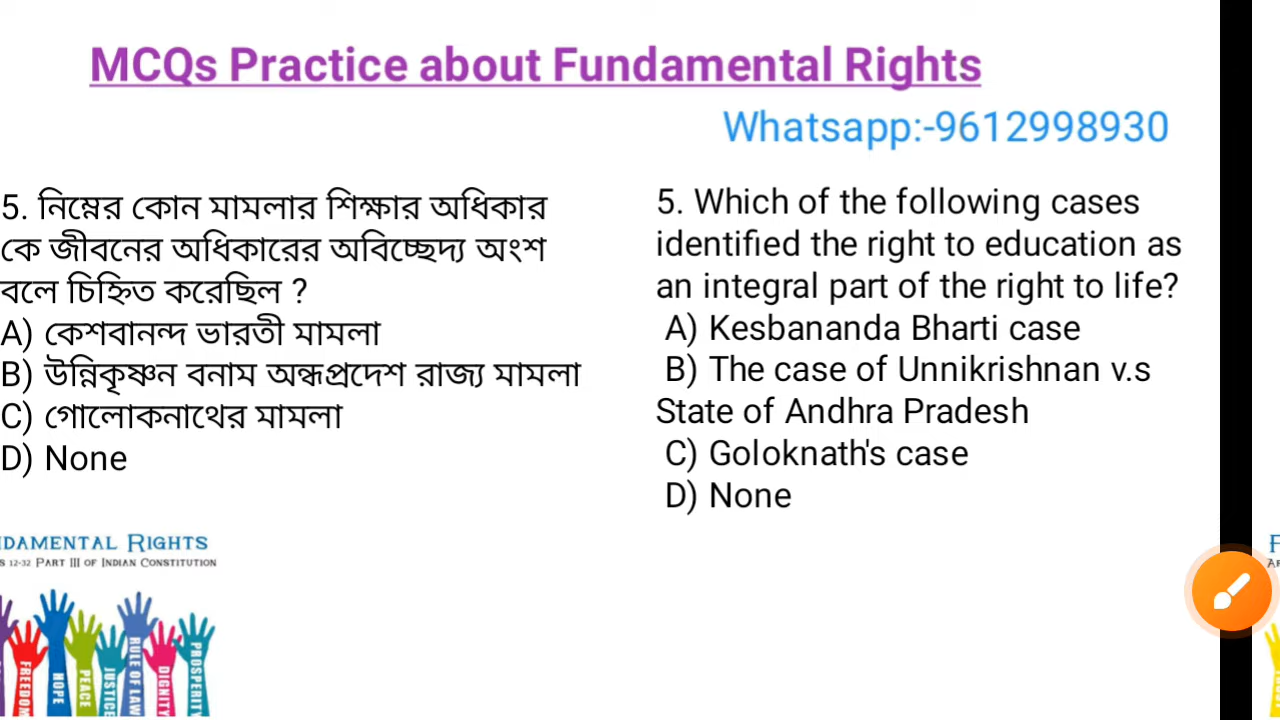 MCQs Practice about Fundamental Rights
Whatsapp:-9612998930
5. নিম্নের কোন মামলার শিক্ষার অধিকার
কে জীবনের অধিকারের অবিচ্ছেদ্য অংশ
বলে চিহ্নিত করেছিল ?
A) কেশবানন্দ ভারতী মামলা
B) উন্নিকৃষ্ণন বনাম অন্ধপ্রদেশ রাজ্য মামলা
C) গোলোকনাথের মামলা
D) None
5. Which of the following cases
identified the right to education as
an integral part of the right to life?
A) Kesbananda Bharti case
B) The case of Unnikrishnan v.s
State of Andhra Pradesh
C) Goloknath's case
D) None
NDAMENTAL RIGHTS
S 12-32 PART III OF INDIAN CONSTITUTION
FREEDOM
HOPE
PEACE
JUSTICE
RULE OF LAW
DIGNITY
PROSPERITY